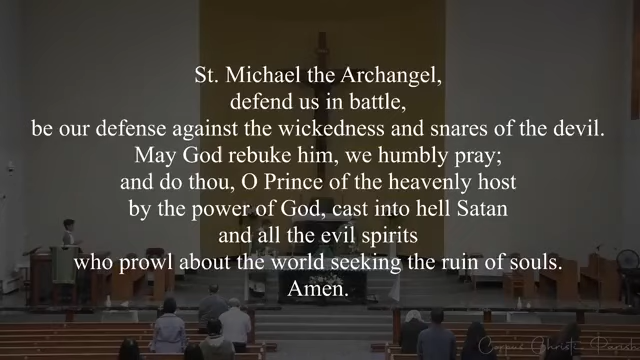 St. Michael the Archangel,
defend us in battle,
be our defense against the wickedness and snares of the devil.
May God rebuke him, we humbly pray;
and do thou, O Prince of the heavenly host
by the power of God, cast into hell Satan
and all the evil spirits
who prowl about the world seeking the ruin of souls.
Amen.
Corpus Christi Parish